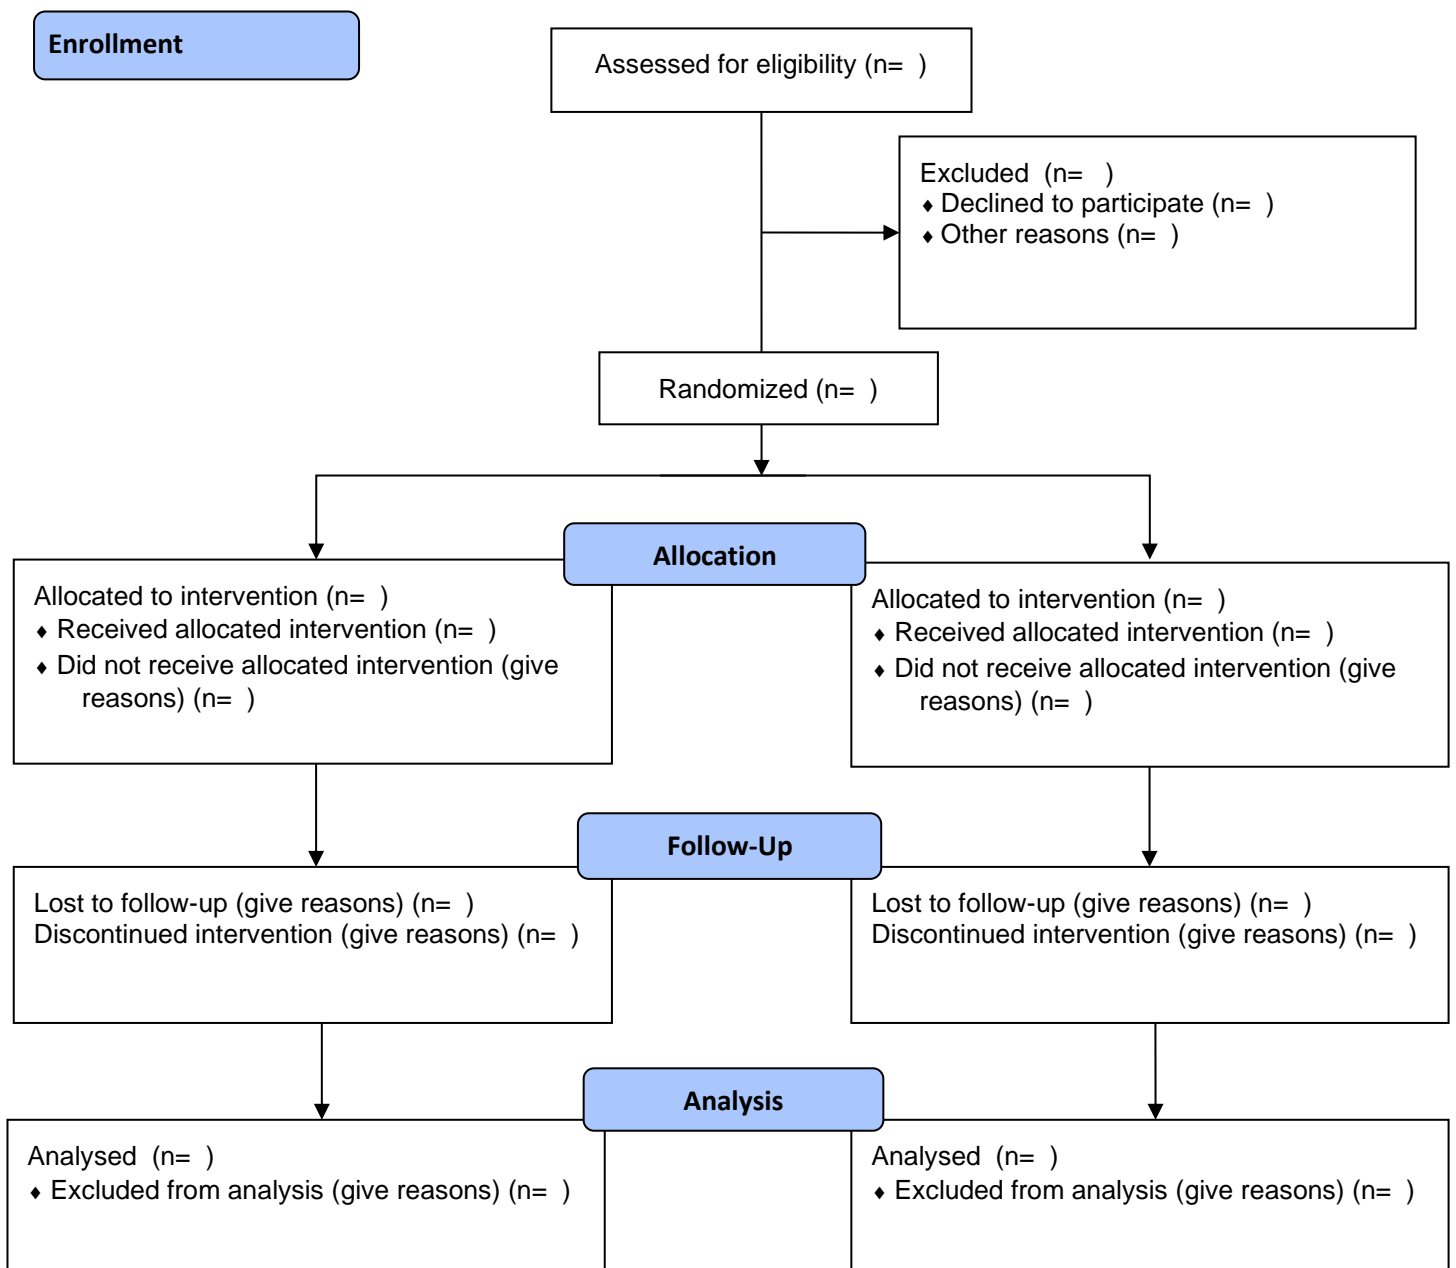 Enrollment
Assessed for eligibility (n=  )
Excluded  (n=   )
♦ Declined to participate (n=  )
♦ Other reasons (n=  )
Randomized (n=  )
Allocation
Allocated to intervention (n=  )
♦ Received allocated intervention (n=  )
♦ Did not receive allocated intervention (give
reasons) (n=  )
Allocated to intervention (n=  )
♦ Received allocated intervention (n=  )
♦ Did not receive allocated intervention (give
reasons) (n=  )
Follow-Up
Lost to follow-up (give reasons) (n=  )
Discontinued intervention (give reasons) (n=  )
Lost to follow-up (give reasons) (n=  )
Discontinued intervention (give reasons) (n=  )
Analysis
Analysed  (n=  )
♦ Excluded from analysis (give reasons) (n=  )
Analysed  (n=  )
♦ Excluded from analysis (give reasons) (n=  )